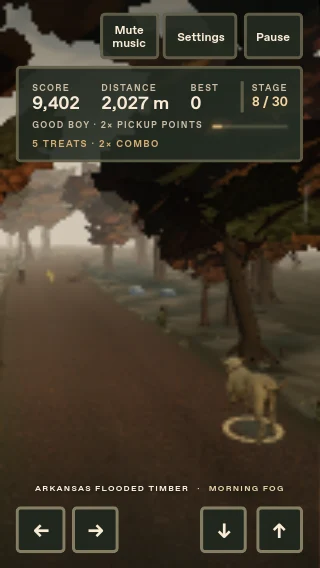 Mute music
Settings
Pause
SCORE DISTANCE BEST STAGE
9,402 2,027 m 0 8 / 30
GOOD BOY · 2× PICKUP POINTS
5 TREATS · 2× COMBO
ARKANSAS FLOODED TIMBER · MORNING FOG
← → ↓ ↑